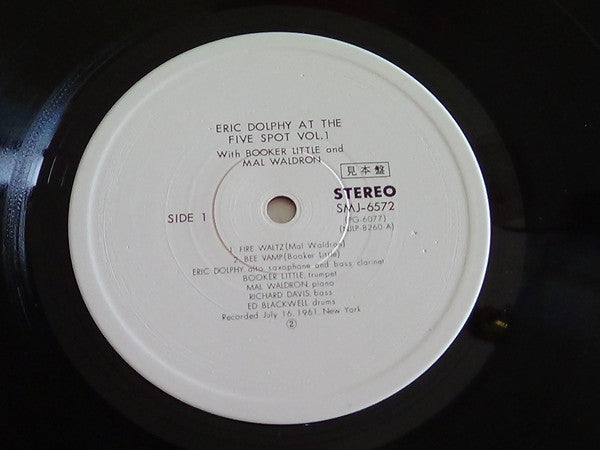 ERIC DOLPHY AT THE
FIVE SPOT VOL.1
With BOOKER LITTLE and
MAL WALDRON
見本盤
STEREO
SMJ-6572
(PG-6077)
(NJLP-8260-A)
SIDE 1
1. FIRE WALTZ (Mal Waldron)
2. BEE VAMP (Booker Little)
ERIC DOLPHY alto saxophone and bass clarinet
BOOKER LITTLE, trumpet
MAL WALDRON, piano
RICHARD DAVIS, bass
ED BLACKWELL drums
Recorded July 16, 1961 New York
②